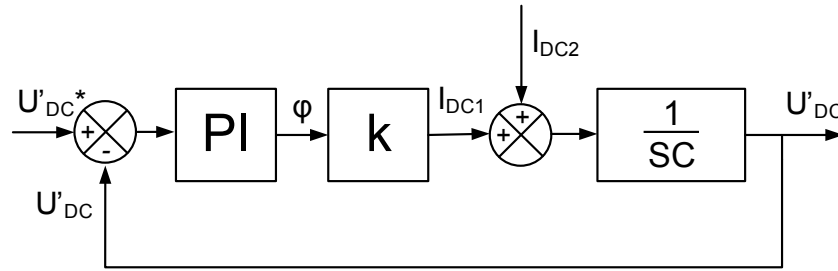 I_DC2
U'_DC*
+
-
PI
φ
k
I_DC1
+
+
1
SC
U'_DC
U'_DC